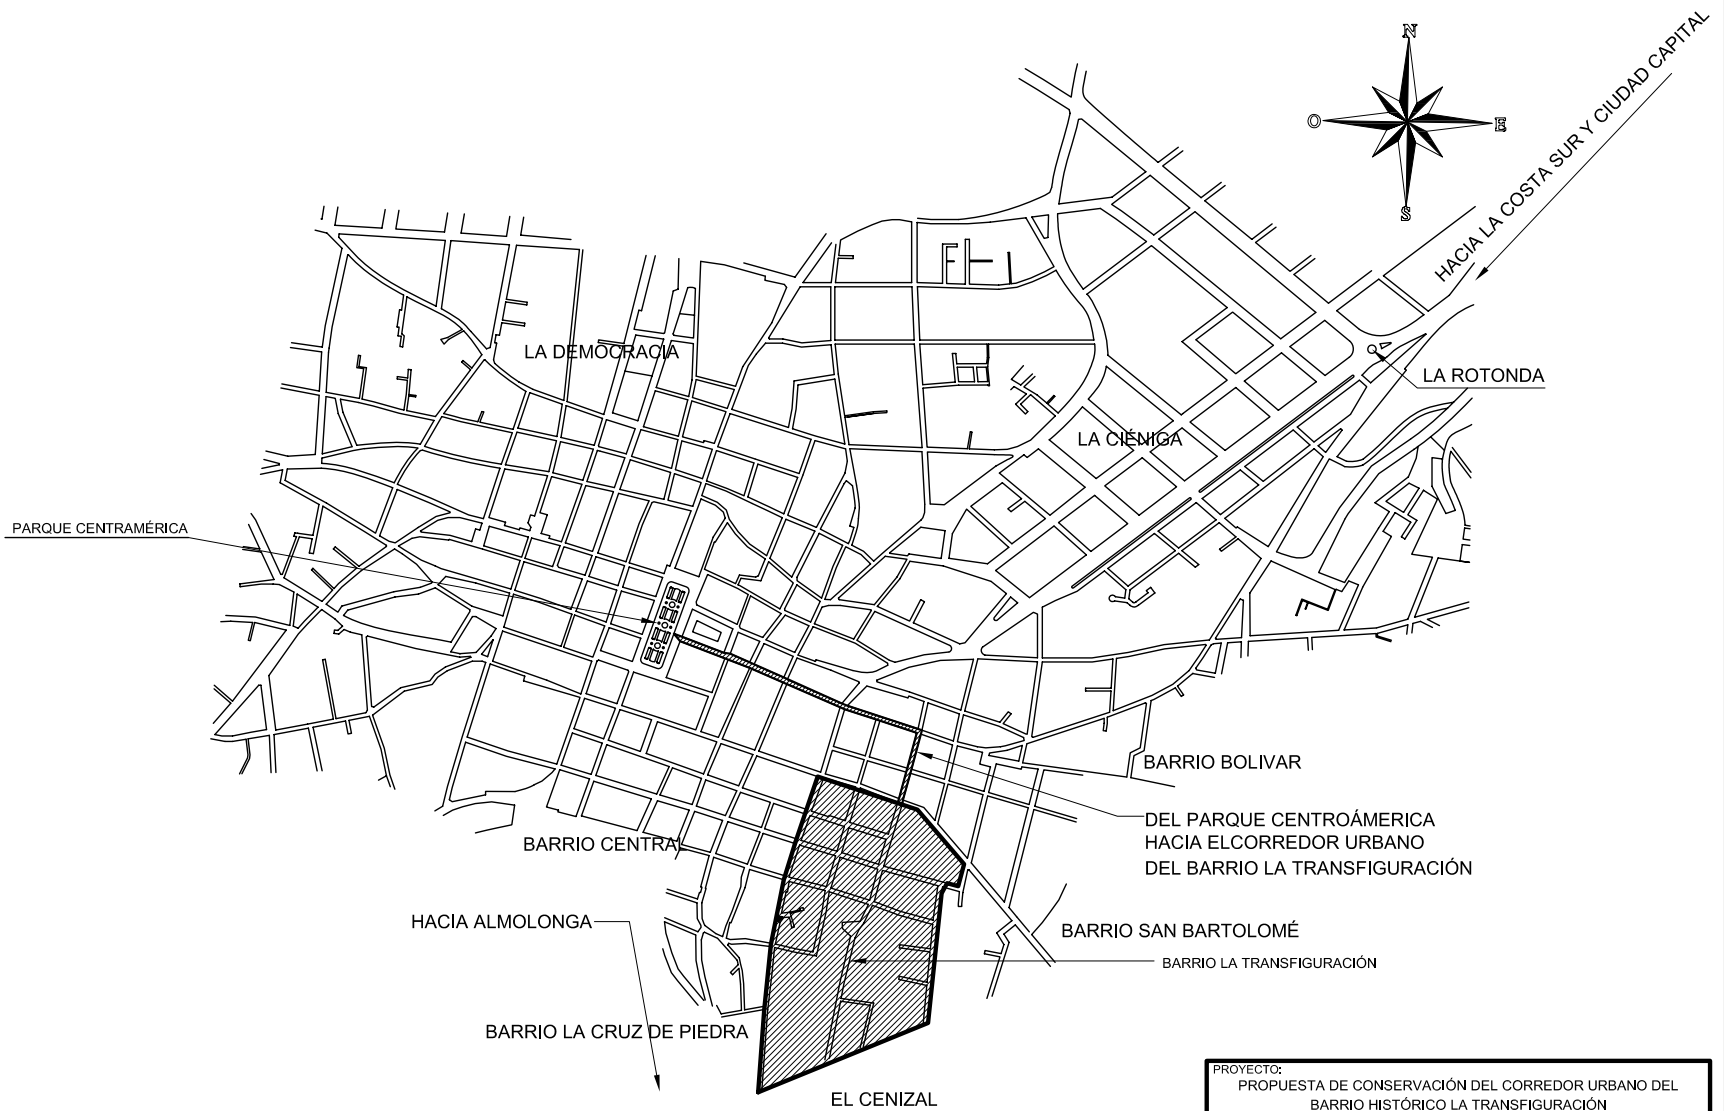 N
O
E
S
HACIA LA COSTA SUR Y CIUDAD CAPITAL
LA DEMOCRACIA
LA ROTONDA
LA CIÉNIGA
PARQUE CENTRAMÉRICA
BARRIO BOLIVAR
DEL PARQUE CENTROÁMERICA
HACIA ELCORREDOR URBANO
DEL BARRIO LA TRANSFIGURACIÓN
BARRIO CENTRAL
HACIA ALMOLONGA
BARRIO SAN BARTOLOMÉ
BARRIO LA TRANSFIGURACIÓN
BARRIO LA CRUZ DE PIEDRA
EL CENIZAL
PROYECTO:
PROPUESTA DE CONSERVACIÓN DEL CORREDOR URBANO DEL
BARRIO HISTÓRICO LA TRANSFIGURACIÓN